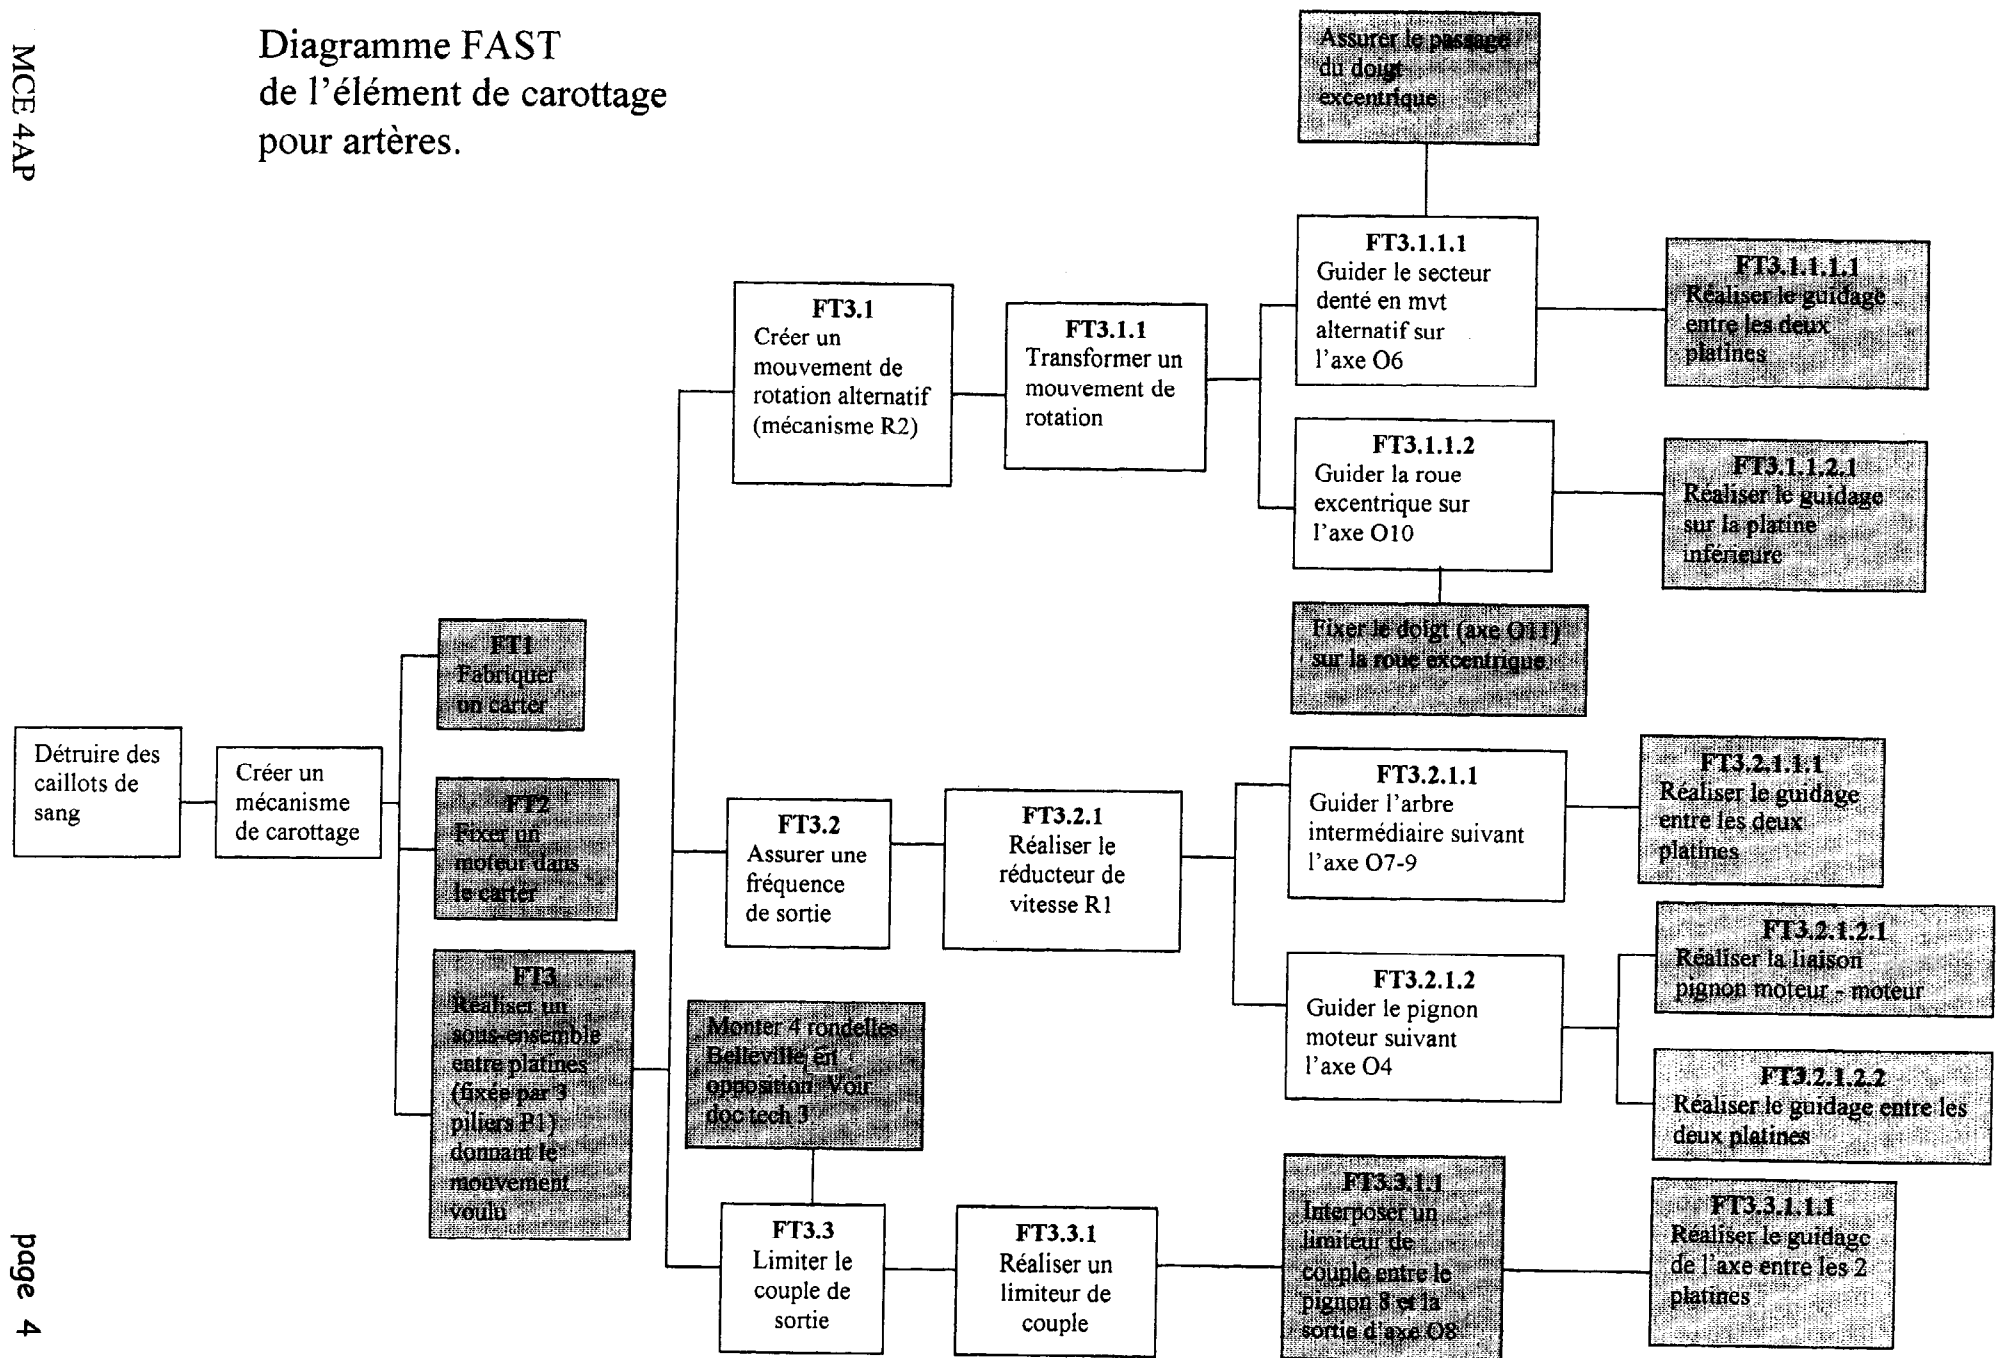 MCE 4AP
Diagramme FAST
de l'élément de carottage
pour artères.
Assurer le passage
du doigt
excentrique
FT3.1.1.1
Guider le secteur
denté en mvt
alternatif sur
l'axe O6
FT3.1.1.1.1
Réaliser le guidage
entre les deux
platines
FT3.1
Créer un
mouvement de
rotation alternatif
(mécanisme R2)
FT3.1.1
Transformer un
mouvement de
rotation
FT3.1.1.2
Guider la roue
excentrique sur
l'axe O10
FT3.1.1.2.1
Réaliser le guidage
sur la platine
inférieure
Fixer le doigt (axe O11)
sur la roue excentrique
FT1
Fabriquer
un carter
Détruire des
caillots de
sang
Créer un
mécanisme
de carottage
FT2
Fixer un
moteur dans
le carter
FT3
Réaliser un
sous-ensemble
entre platines
(fixée par 3
piliers P1)
donnant le
mouvement
voulu
FT3.2
Assurer une
fréquence
de sortie
FT3.2.1
Réaliser le
réducteur de
vitesse R1
FT3.2.1.1
Guider l'arbre
intermédiaire suivant
l'axe O7-9
FT3.2.1.1.1
Réaliser le guidage
entre les deux
platines
FT3.2.1.2
Guider le pignon
moteur suivant
l'axe O4
FT3.2.1.2.1
Réaliser la liaison
pignon moteur - moteur
FT3.2.1.2.2
Réaliser le guidage entre les
deux platines
Monter 4 rondelles
Belleville en
opposition. Voir
doc tech 3
FT3.3
Limiter le
couple de
sortie
FT3.3.1
Réaliser un
limiteur de
couple
FT3.3.1.1
Interposer un
limiteur de
couple entre le
pignon 8 et la
sortie d'axe O8
FT3.3.1.1.1
Réaliser le guidage
de l'axe entre les 2
platines
page 4